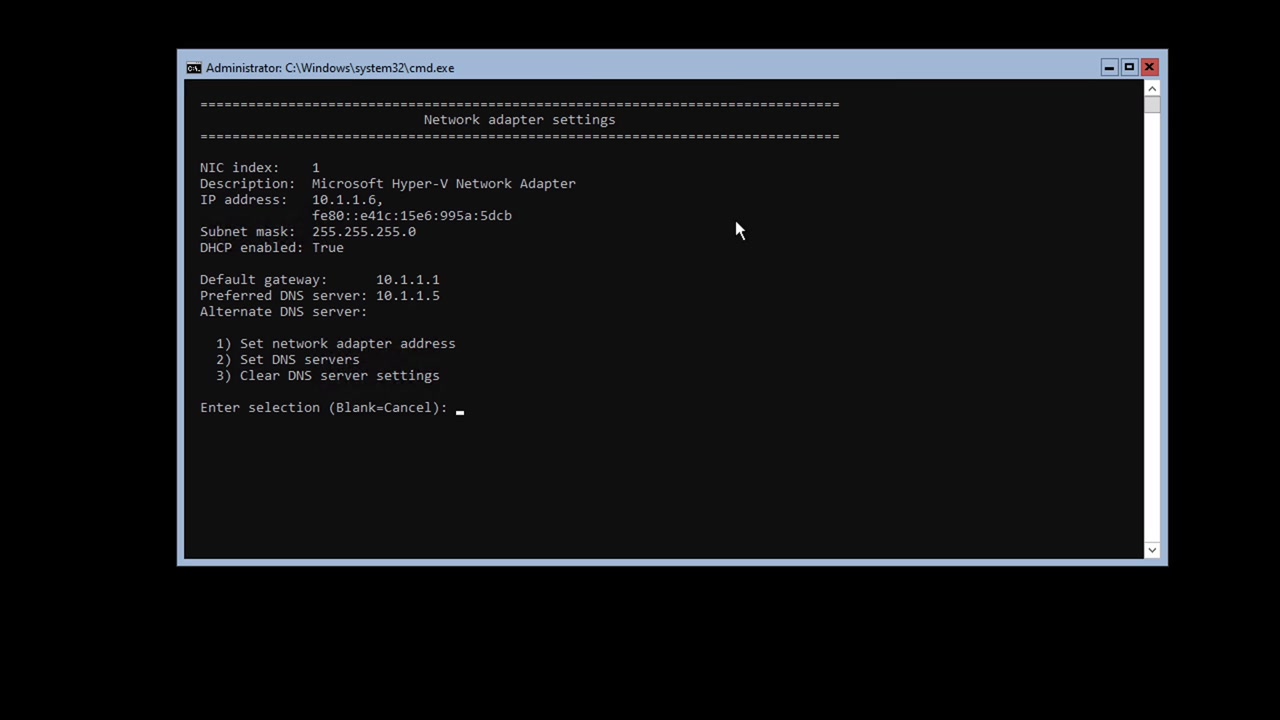 Administrator: C:\Windows\system32\cmd.exe
================================================================================
Network adapter settings
================================================================================
NIC index: 1
Description: Microsoft Hyper-V Network Adapter
IP address: 10.1.1.6,
fe80::e41c:15e6:995a:5dcb
Subnet mask: 255.255.255.0
DHCP enabled: True
Default gateway: 10.1.1.1
Preferred DNS server: 10.1.1.5
Alternate DNS server:
1) Set network adapter address
2) Set DNS servers
3) Clear DNS server settings
Enter selection (Blank=Cancel): _